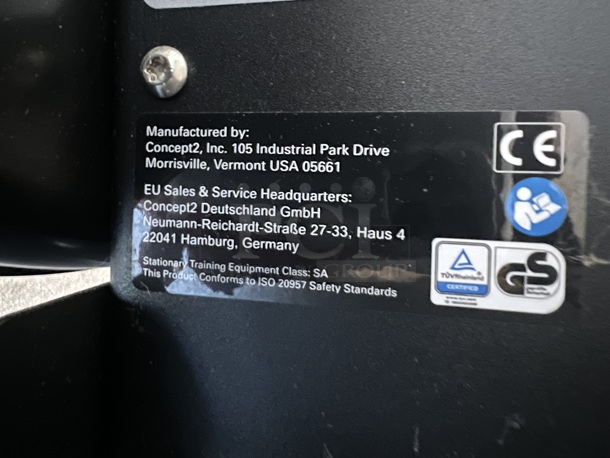 Manufactured by:
Concept2, Inc. 105 Industrial Park Drive
Morrisville, Vermont USA 05661
EU Sales & Service Headquarters:
Concept2 Deutschland GmbH
Neumann-Reichardt-Straße 27-33, Haus 4
22041 Hamburg, Germany
Stationary Training Equipment Class: SA
This Product Conforms to ISO 20957 Safety Standards
CE
TÜVRheinland
CERTIFIED
GS
geprüfte
Sicherheit